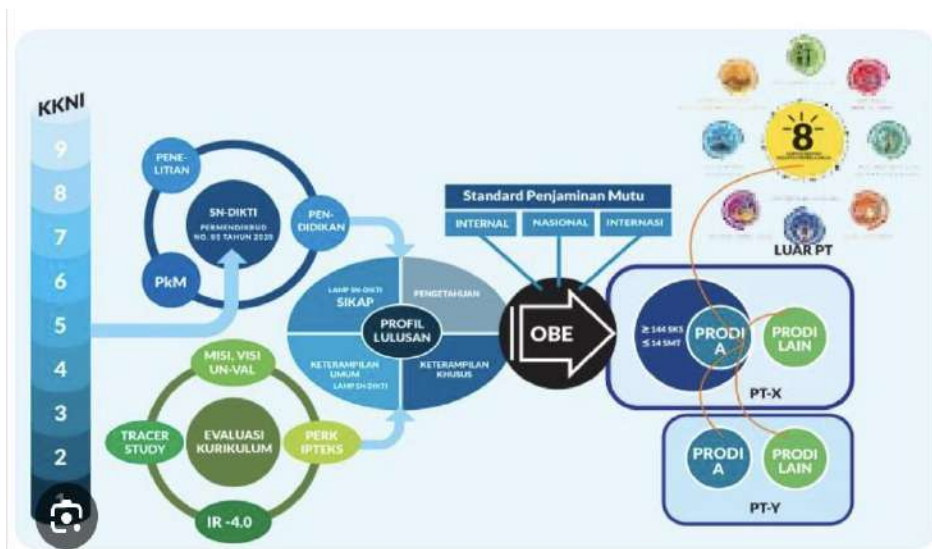 KKNI
9
8
7
6
5
4
3
2
PENE-
LITIAN
SN-DIKTI
PERMENDIKBUD
TAHUN 2020
PEN-
DIDIKAN
PkM
MISI, VISI
UN-VAL
TRACER
STUDY
EVALUASI
KURIKULUM
PERK
IPTEKS
IR -4.0
LAMP SN-DIKTI
SIKAP
PENGETAHUAN
PROFIL
LULUSAN
KETERAMPILAN
UMUM
LAMP SN-DIKTI
KETERAMPILAN
KHUSUS
Standard Penjaminan Mutu
INTERNAL
NASIONAL
INTERNASI
OBE
8
LUAR PT
≥ 144 SKS
≤ 14 SMT
PRODI
A
PRODI
LAIN
PT-X
PRODI
A
PRODI
LAIN
PT-Y